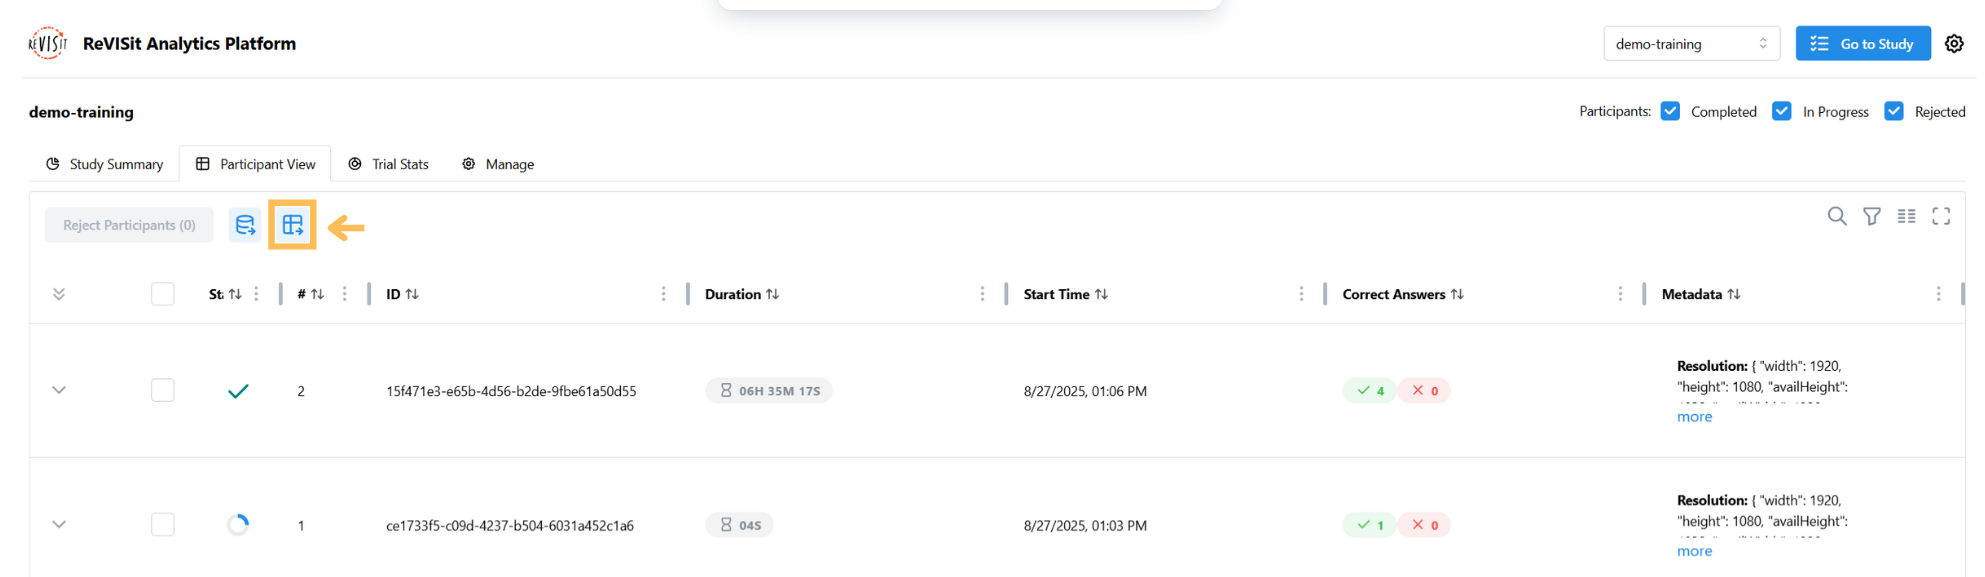 reVISit ReVISit Analytics Platform demo-training Go to Study
demo-training Participants: Completed In Progress Rejected
Study Summary Participant View Trial Stats Manage
Reject Participants (0)
St # ID Duration Start Time Correct Answers Metadata
2 15f471e3-e65b-4d56-b2de-9fbe61a50d55 06H 35M 17S 8/27/2025, 01:06 PM 4 0
Resolution: { "width": 1920,
"height": 1080, "availHeight":
more
1 ce1733f5-c09d-4237-b504-6031a452c1a6 04S 8/27/2025, 01:03 PM 1 0
Resolution: { "width": 1920,
"height": 1080, "availHeight":
more